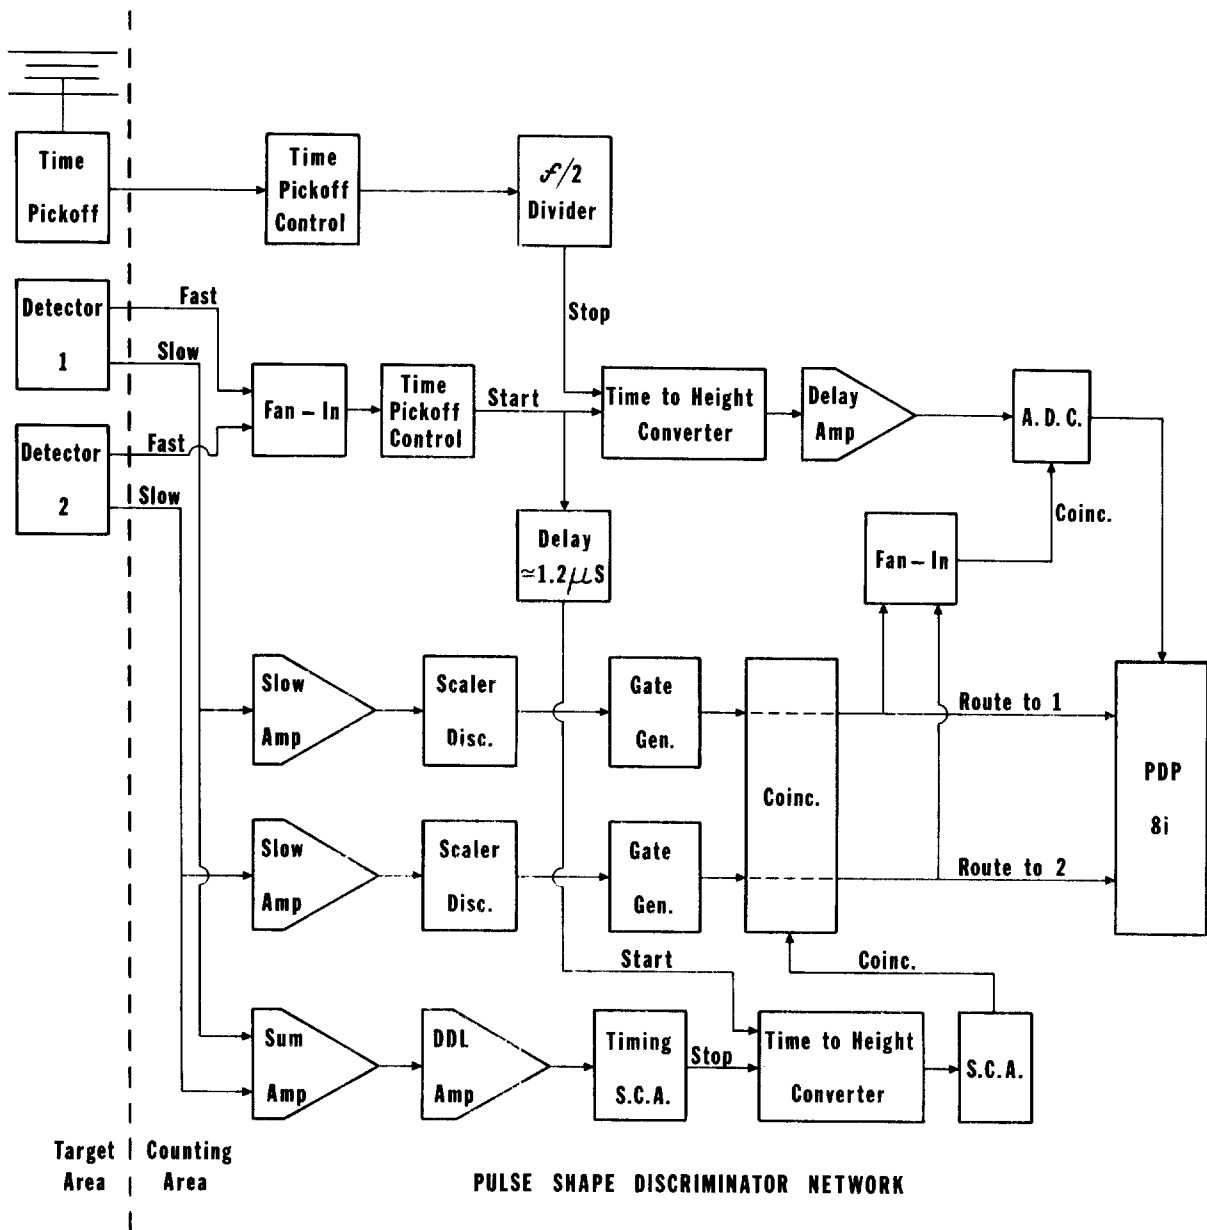 Time
Pickoff
Time
Pickoff
Control
f/2
Divider
Detector
1
Fast
Slow
Stop
Detector
2
Fast
Slow
Fan - In
Time
Pickoff
Control
Start
Time to Height
Converter
Delay
Amp
A. D. C.
Coinc.
Delay
≃1.2μS
Fan - In
Slow
Amp
Scaler
Disc.
Gate
Gen.
Coinc.
Route to 1
PDP
8i
Slow
Amp
Scaler
Disc.
Gate
Gen.
Route to 2
Start
Coinc.
Sum
Amp
DDL
Amp
Timing
S.C.A.
Stop
Time to Height
Converter
S.C.A.
Target
Area
Counting
Area
PULSE SHAPE DISCRIMINATOR NETWORK